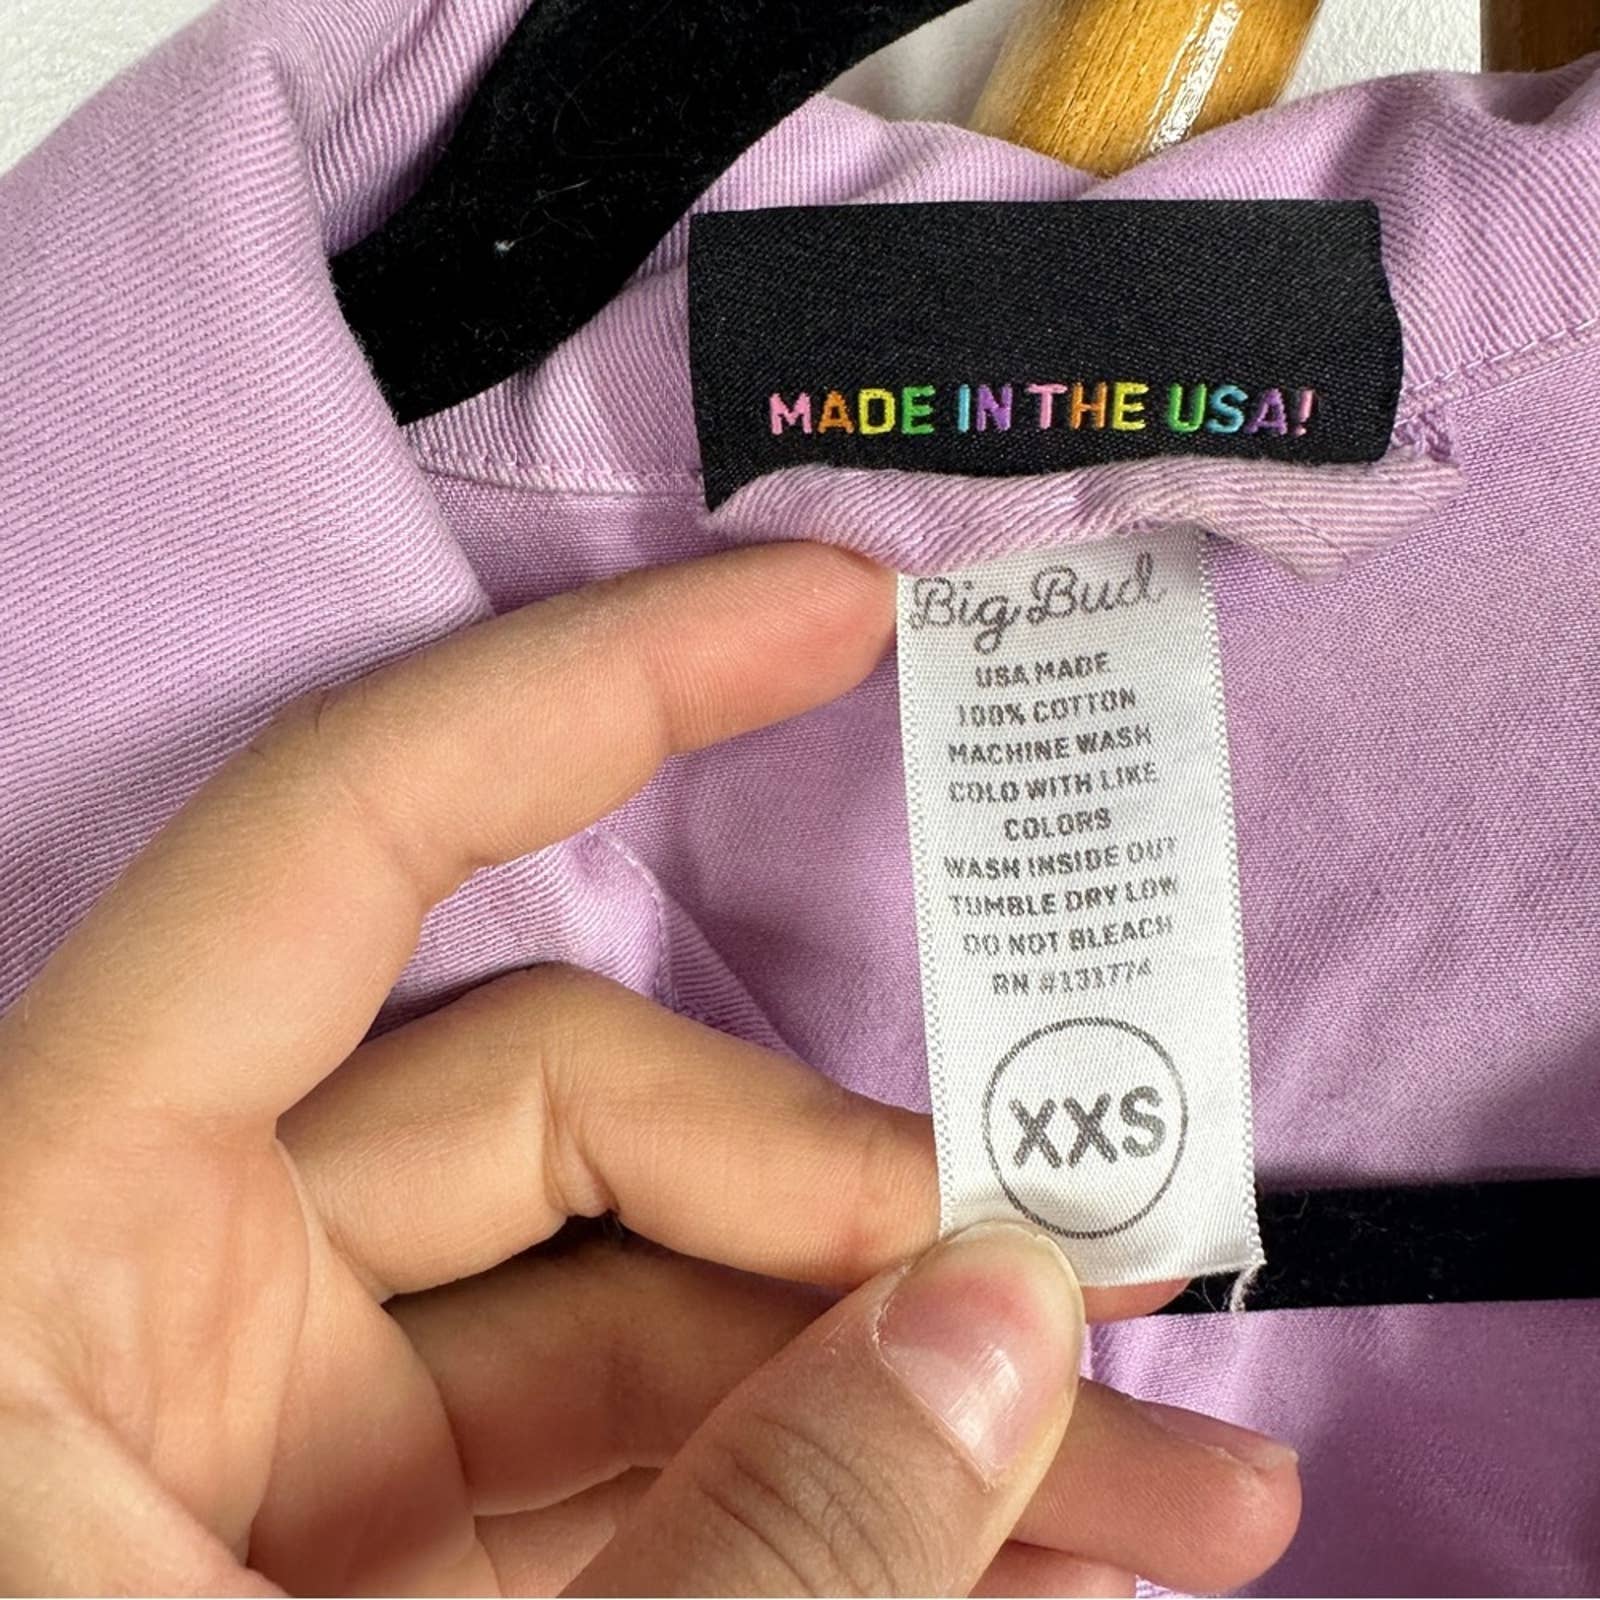 MADE IN THE USA!
Big Bud
USA MADE
100% COTTON
MACHINE WASH
COLD WITH LIKE
COLORS
WASH INSIDE OUT
TUMBLE DRY LOW
DO NOT BLEACH
RN #131774
XXS